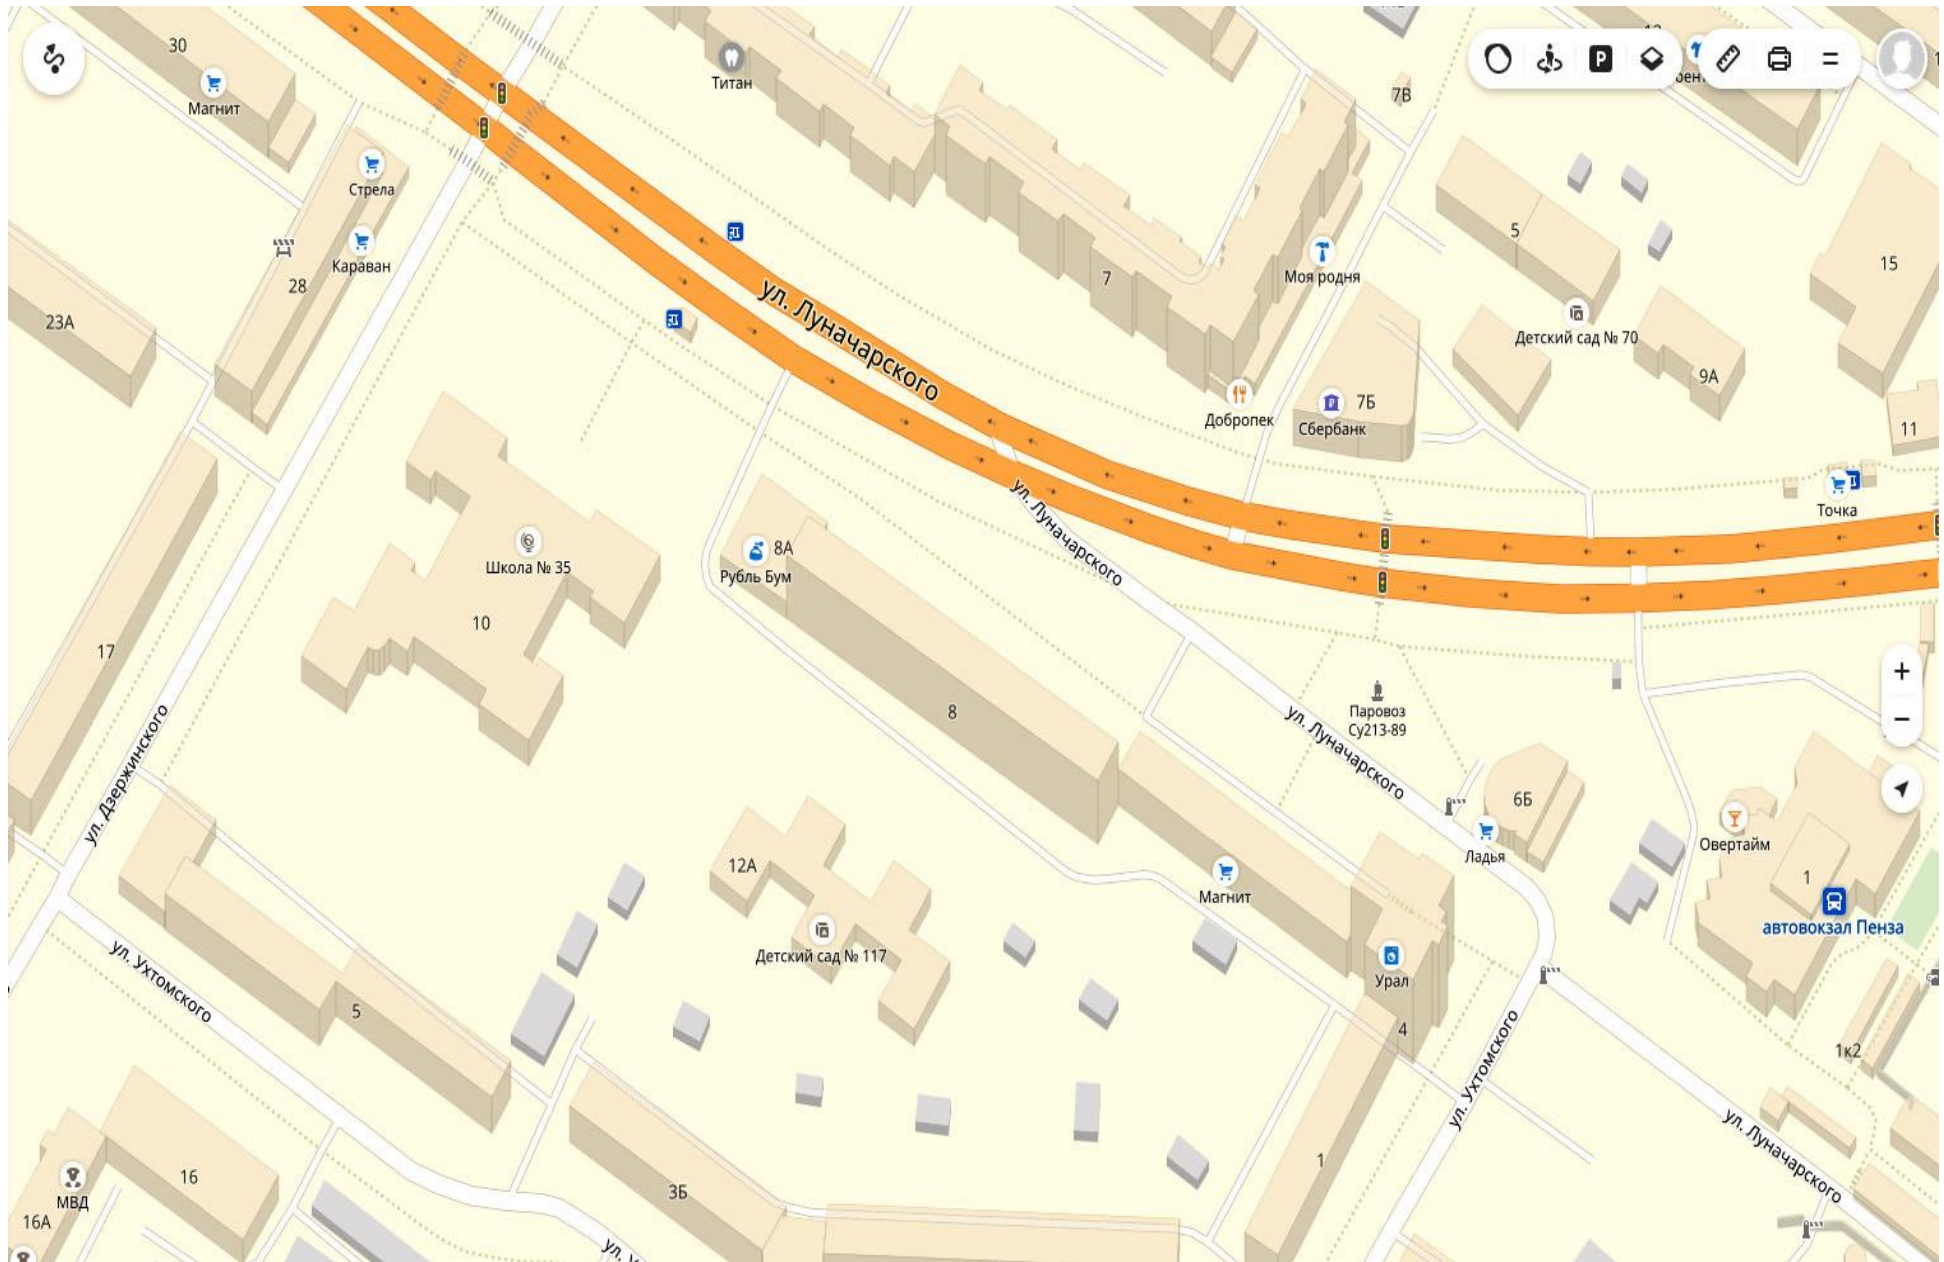 30
Магнит
Титан
7В
P
Стрела
Караван
28
23А
5
15
7
Моя родня
Детский сад № 70
9А
ул. Луначарского
Добропек
Сбербанк
7Б
11
Точка
Школа № 35
10
8А
Рубль Бум
ул. Луначарского
17
ул. Дзержинского
8
Паровоз
Су213-89
ул. Луначарского
6Б
Ладья
Овертайм
1
автовокзал Пенза
12А
Детский сад № 117
Магнит
Урал
4
ул. Ухтомского
5
ул. Ухтомского
1к2
ул. Луначарского
1
16
МВД
16А
3Б